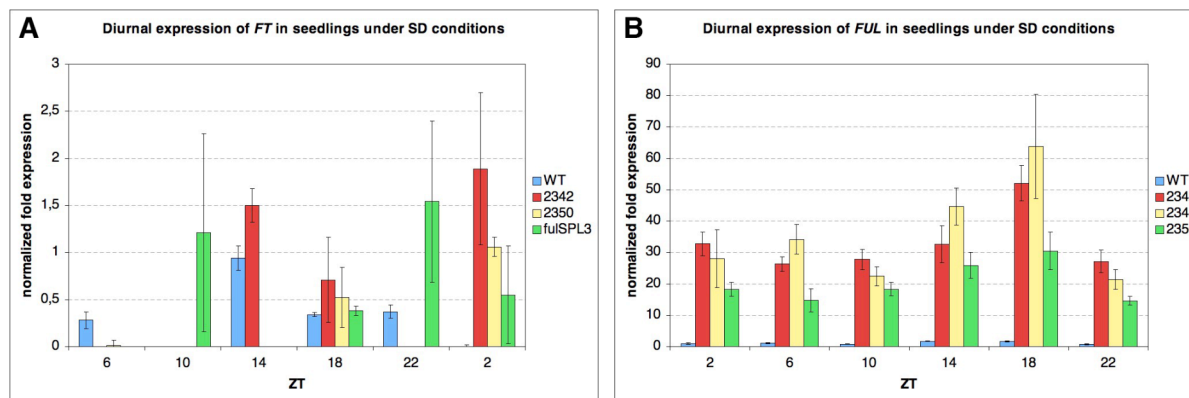 A
Diurnal expression of FT in seedlings under SD conditions
3
2,5
2
1,5
1
0,5
0
normalized fold expression
6 10 14 18 22 2
ZT
WT
2342
2350
fulSPL3
B
Diurnal expression of FUL in seedlings under SD conditions
90
80
70
60
50
40
30
20
10
0
normalized fold expression
2 6 10 14 18 22
ZT
WT
234
234
235